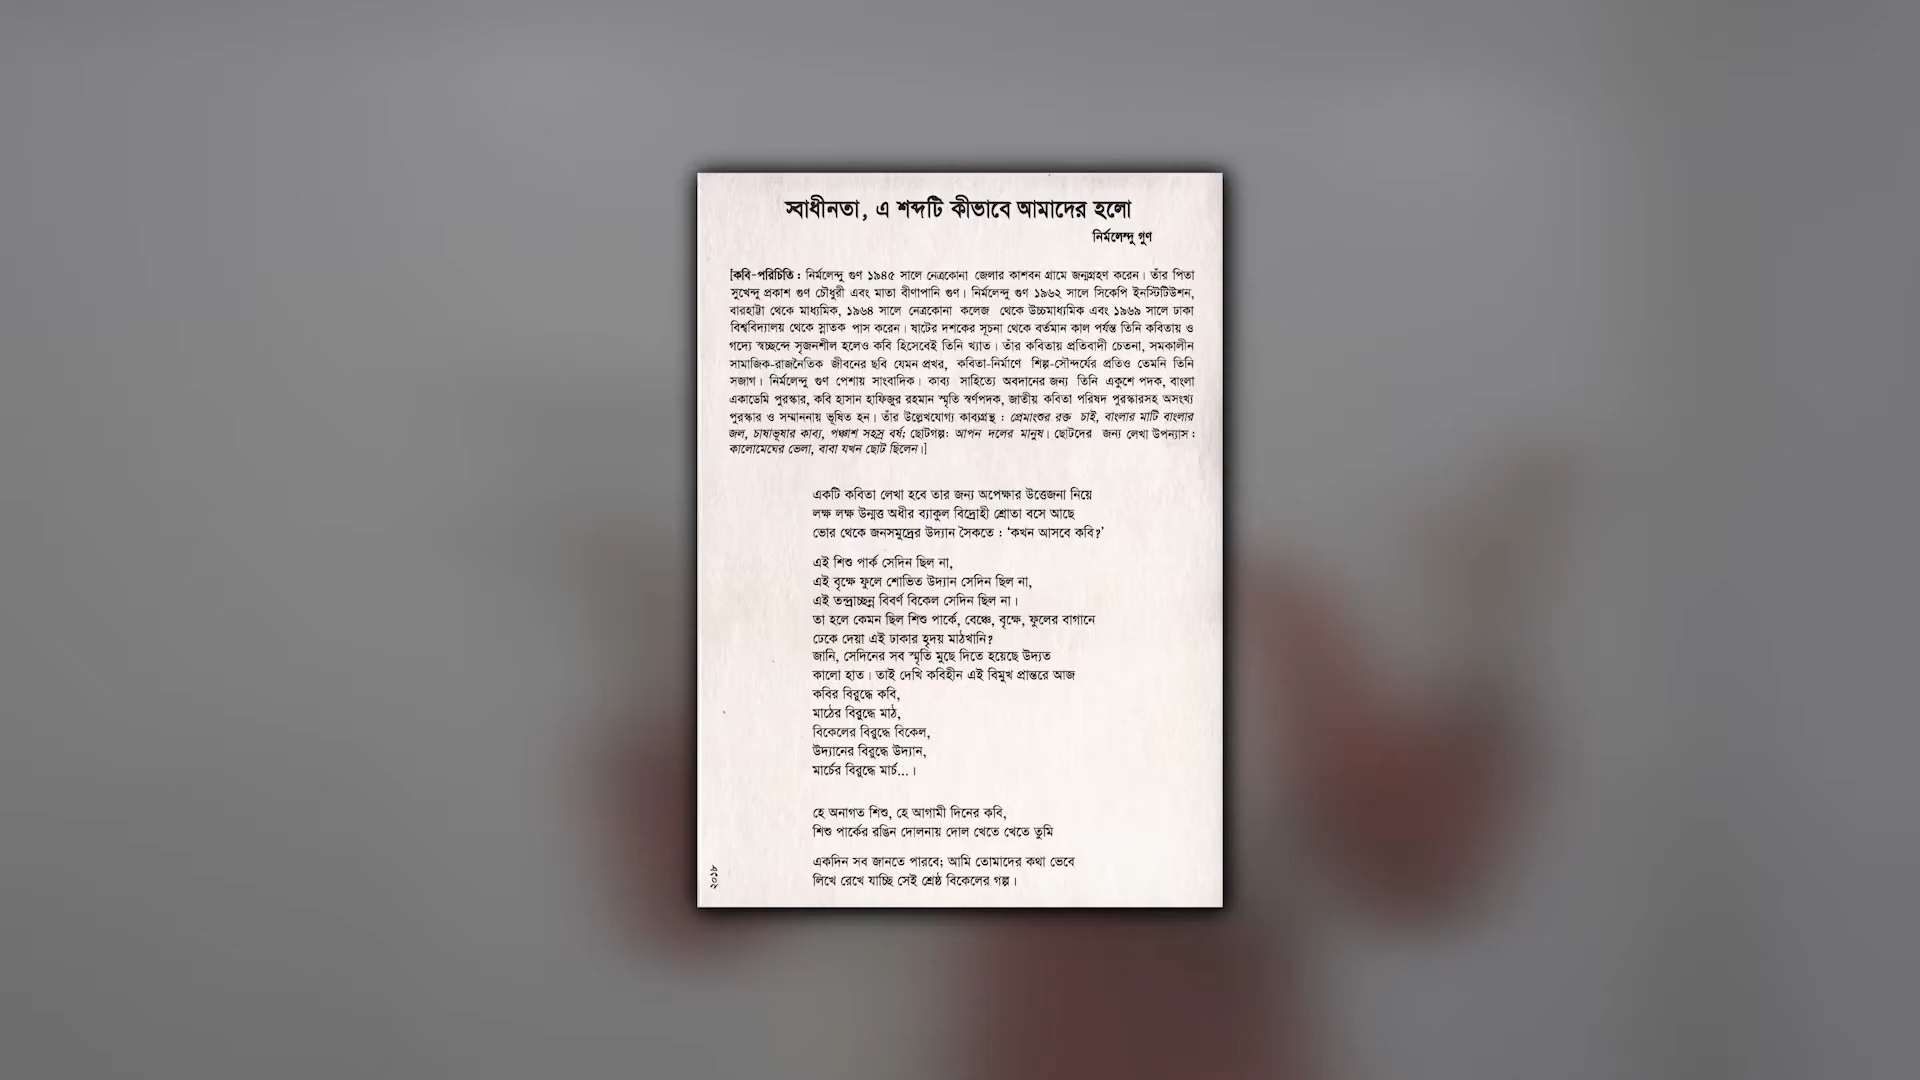 স্বাধীনতা, এ শব্দটি কীভাবে আমাদের হলো
নির্মলেন্দু গুণ
[কবি-পরিচিতি : নির্মলেন্দু গুণ ১৯৪৫ সালে নেত্রকোনা জেলার কাশবন গ্রামে জন্মগ্রহণ করেন। তাঁর পিতা
সুখেন্দু প্রকাশ গুণ চৌধুরী এবং মাতা বীণাপানি গুণ। নির্মলেন্দু গুণ ১৯৬২ সালে সিকেপি ইনস্টিটিউশন,
বারহাট্টা থেকে মাধ্যমিক, ১৯৬৪ সালে নেত্রকোনা কলেজ থেকে উচ্চমাধ্যমিক এবং ১৯৬৯ সালে ঢাকা
বিশ্ববিদ্যালয় থেকে স্নাতক পাস করেন। ষাটের দশকের সূচনা থেকে বর্তমান কাল পর্যন্ত তিনি কবিতায় ও
গদ্যে স্বচ্ছন্দে সৃজনশীল হলেও কবি হিসেবেই তিনি খ্যাত। তাঁর কবিতায় প্রতিবাদী চেতনা, সমকালীন
সামাজিক-রাজনৈতিক জীবনের ছবি যেমন প্রখর, কবিতা-নির্মাণে শিল্প-সৌন্দর্যের প্রতিও তেমনি তিনি
সজাগ। নির্মলেন্দু গুণ পেশায় সাংবাদিক। কাব্য সাহিত্যে অবদানের জন্য তিনি একুশে পদক, বাংলা
একাডেমি পুরস্কার, কবি হাসান হাফিজুর রহমান স্মৃতি স্বর্ণপদক, জাতীয় কবিতা পরিষদ পুরস্কারসহ অসংখ্য
পুরস্কার ও সম্মাননায় ভূষিত হন। তাঁর উল্লেখযোগ্য কাব্যগ্রন্থ : প্রেমাংশুর রক্ত চাই, বাংলার মাটি বাংলার
জল, চাষাভূষার কাব্য, পঞ্চাশ সহস্র বর্ষ; ছোটগল্প: আপন দলের মানুষ। ছোটদের জন্য লেখা উপন্যাস :
কালোমেঘের ভেলা, বাবা যখন ছোট ছিলেন।]
একটি কবিতা লেখা হবে তার জন্য অপেক্ষার উত্তেজনা নিয়ে
লক্ষ লক্ষ উন্মত্ত অধীর ব্যাকুল বিদ্রোহী শ্রোতা বসে আছে
ভোর থেকে জনসমুদ্রের উদ্যান সৈকতে : ‘কখন আসবে কবি?’
এই শিশু পার্ক সেদিন ছিল না,
এই বৃক্ষে ফুলে শোভিত উদ্যান সেদিন ছিল না,
এই তন্দ্রাচ্ছন্ন বিবর্ণ বিকেল সেদিন ছিল না।
তা হলে কেমন ছিল শিশু পার্কে, বেঞ্চে, বৃক্ষে, ফুলের বাগানে
ঢেকে দেয়া এই ঢাকার হৃদয় মাঠখানি?
জানি, সেদিনের সব স্মৃতি মুছে দিতে হয়েছে উদ্যত
কালো হাত। তাই দেখি কবিহীন এই বিমুখ প্রান্তরে আজ
কবির বিরুদ্ধে কবি,
মাঠের বিরুদ্ধে মাঠ,
বিকেলের বিরুদ্ধে বিকেল,
উদ্যানের বিরুদ্ধে উদ্যান,
মার্চের বিরুদ্ধে মার্চ...।
হে অনাগত শিশু, হে আগামী দিনের কবি,
শিশু পার্কের রঙিন দোলনায় দোল খেতে খেতে তুমি
একদিন সব জানতে পারবে; আমি তোমাদের কথা ভেবে
লিখে রেখে যাচ্ছি সেই শ্রেষ্ঠ বিকেলের গল্প।
২০১৮